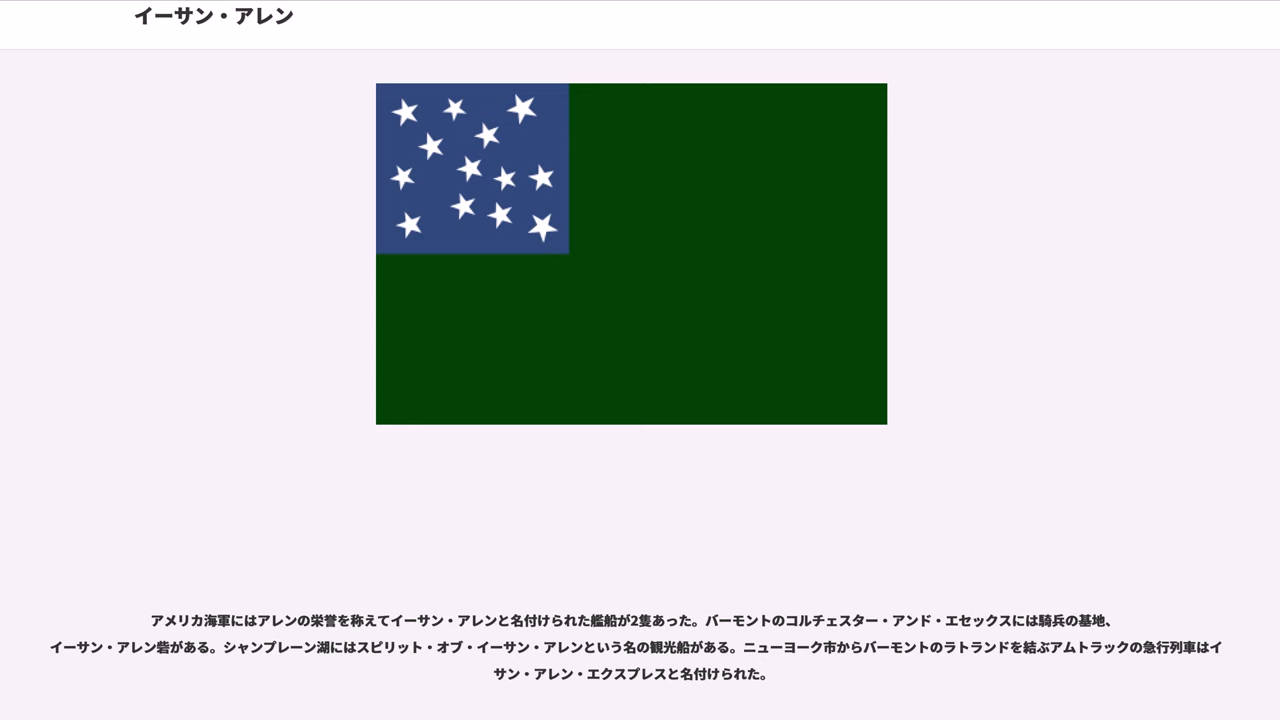 イーサン・アレン
アメリカ海軍にはアレンの栄誉を称えてイーサン・アレンと名付けられた艦船が2隻あった。バーモントのコルチェスター・アンド・エセックスには騎兵の基地、
イーサン・アレン砦がある。シャンプレーン湖にはスピリット・オブ・イーサン・アレンという名の観光船がある。ニューヨーク市からバーモントのラトランドを結ぶアムトラックの急行列車はイ
サン・アレン・エクスプレスと名付けられた。